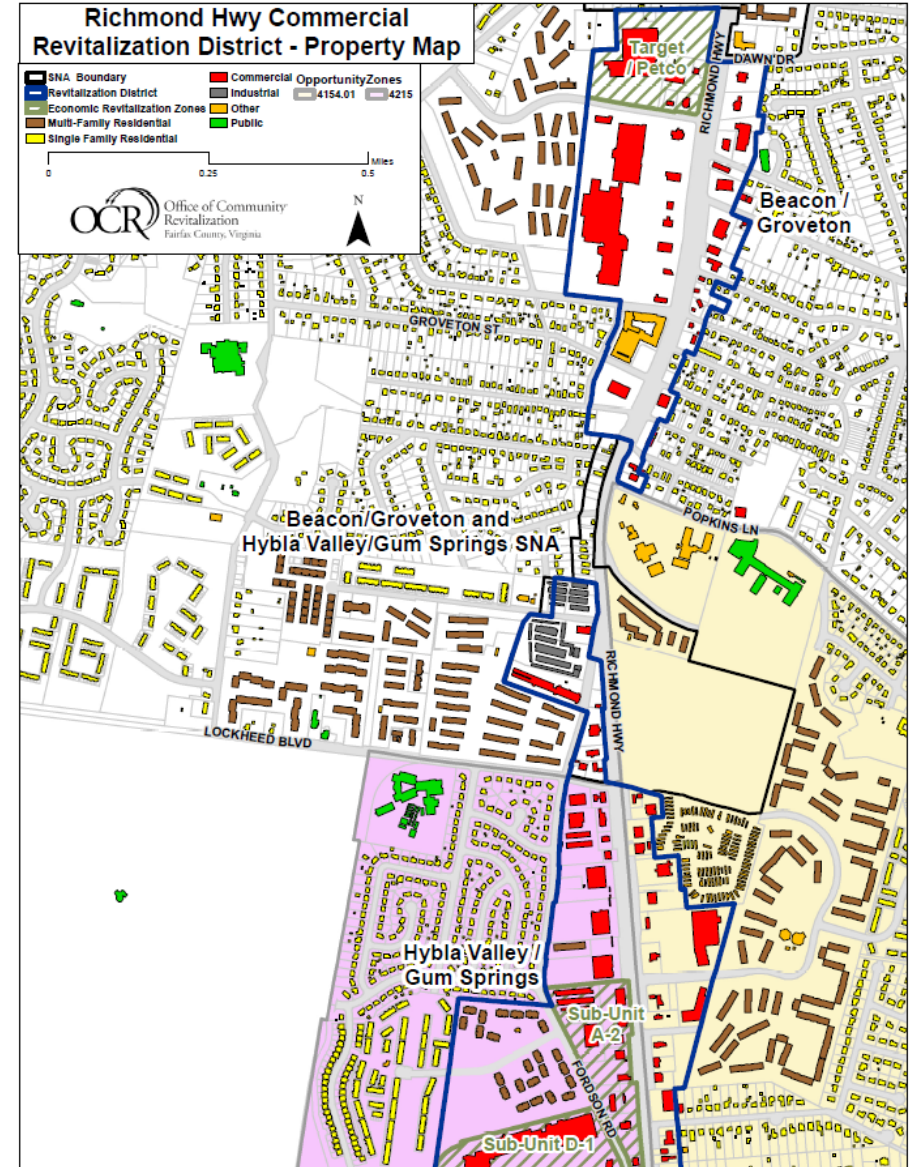 Richmond Hwy Commercial
Revitalization District - Property Map
SNA Boundary
Revitalization District
Economic Revitalization Zones
Multi-Family Residential
Single Family Residential
Commercial
Industrial
Other
Public
OpportunityZones
4154.01 4215
Miles
0 0.25 0.5
OCR
Office of Community
Revitalization
Fairfax County, Virginia
N
Target
/ Petco
RICHMOND HWY
DAWN DR
Beacon /
Groveton
GROVETON ST
POPKINS LN
Beacon/Groveton and
Hybla Valley/Gum Springs SNA
RICHMOND HWY
LOCKHEED BLVD
Hybla Valley /
Gum Springs
Sub-Unit
A-2
FORDSON RD
Sub-Unit D-1